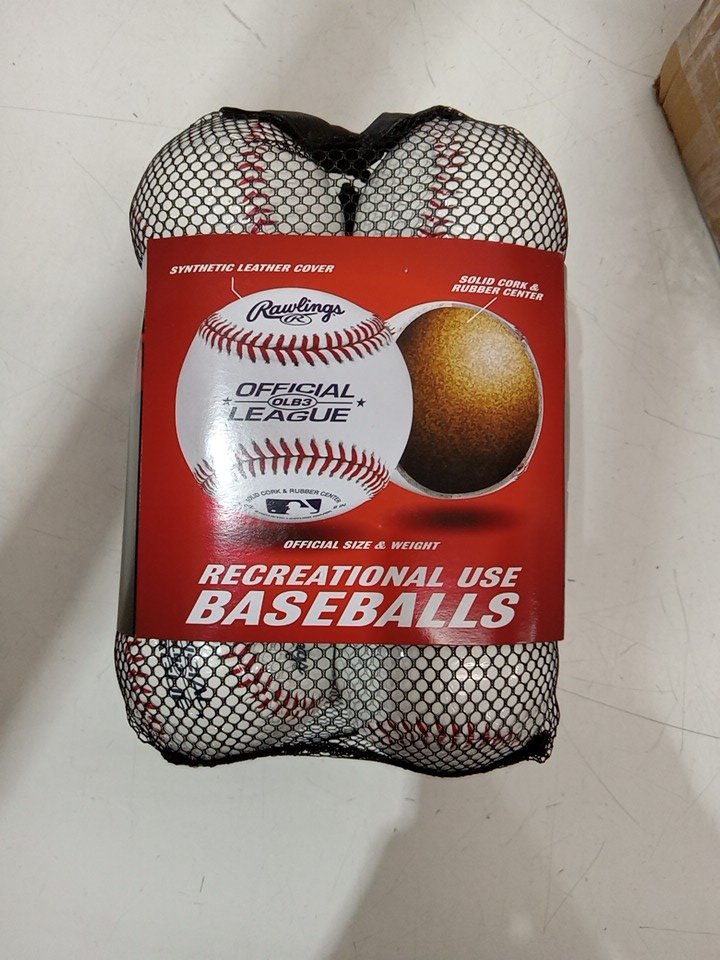 SYNTHETIC LEATHER COVER
SOLID CORK &
RUBBER CENTER
Rawlings
R
OFFICIAL
OLB3
LEAGUE
SOLID CORK & RUBBER CENTER
OFFICIAL SIZE & WEIGHT
RECREATIONAL USE
BASEBALLS